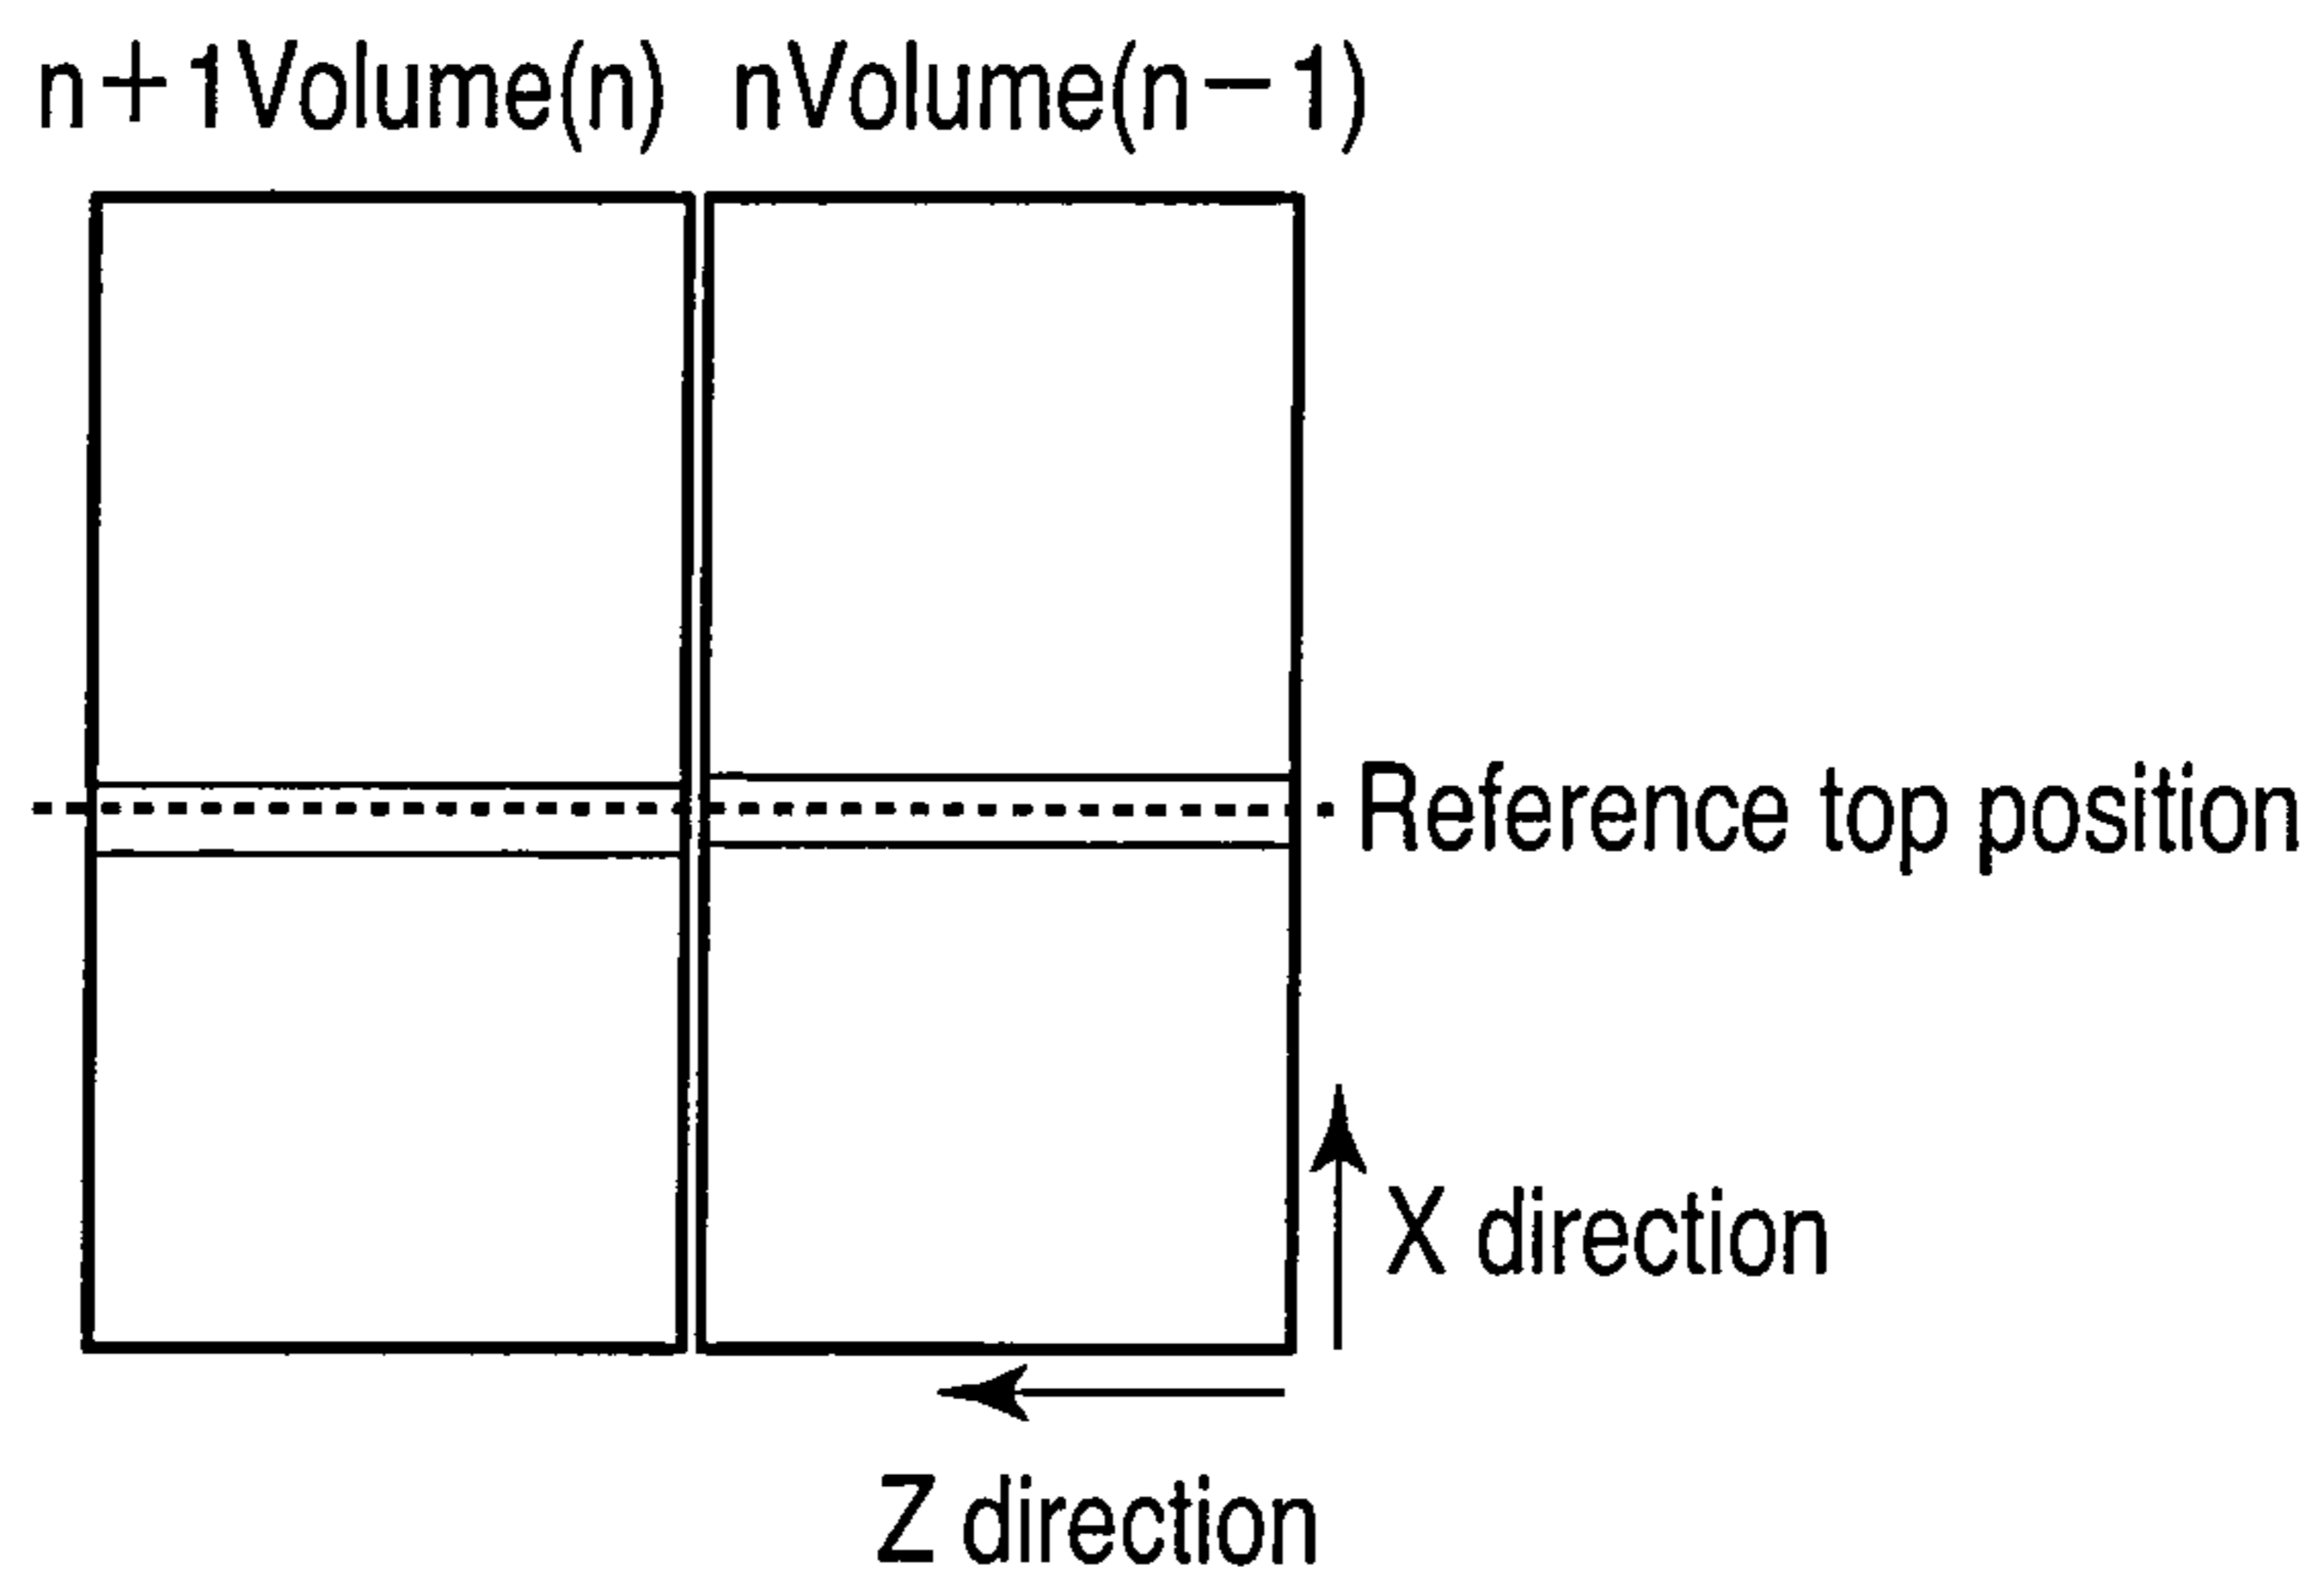 n+1Volume(n) nVolume(n-1)
Reference top position
X direction
Z direction